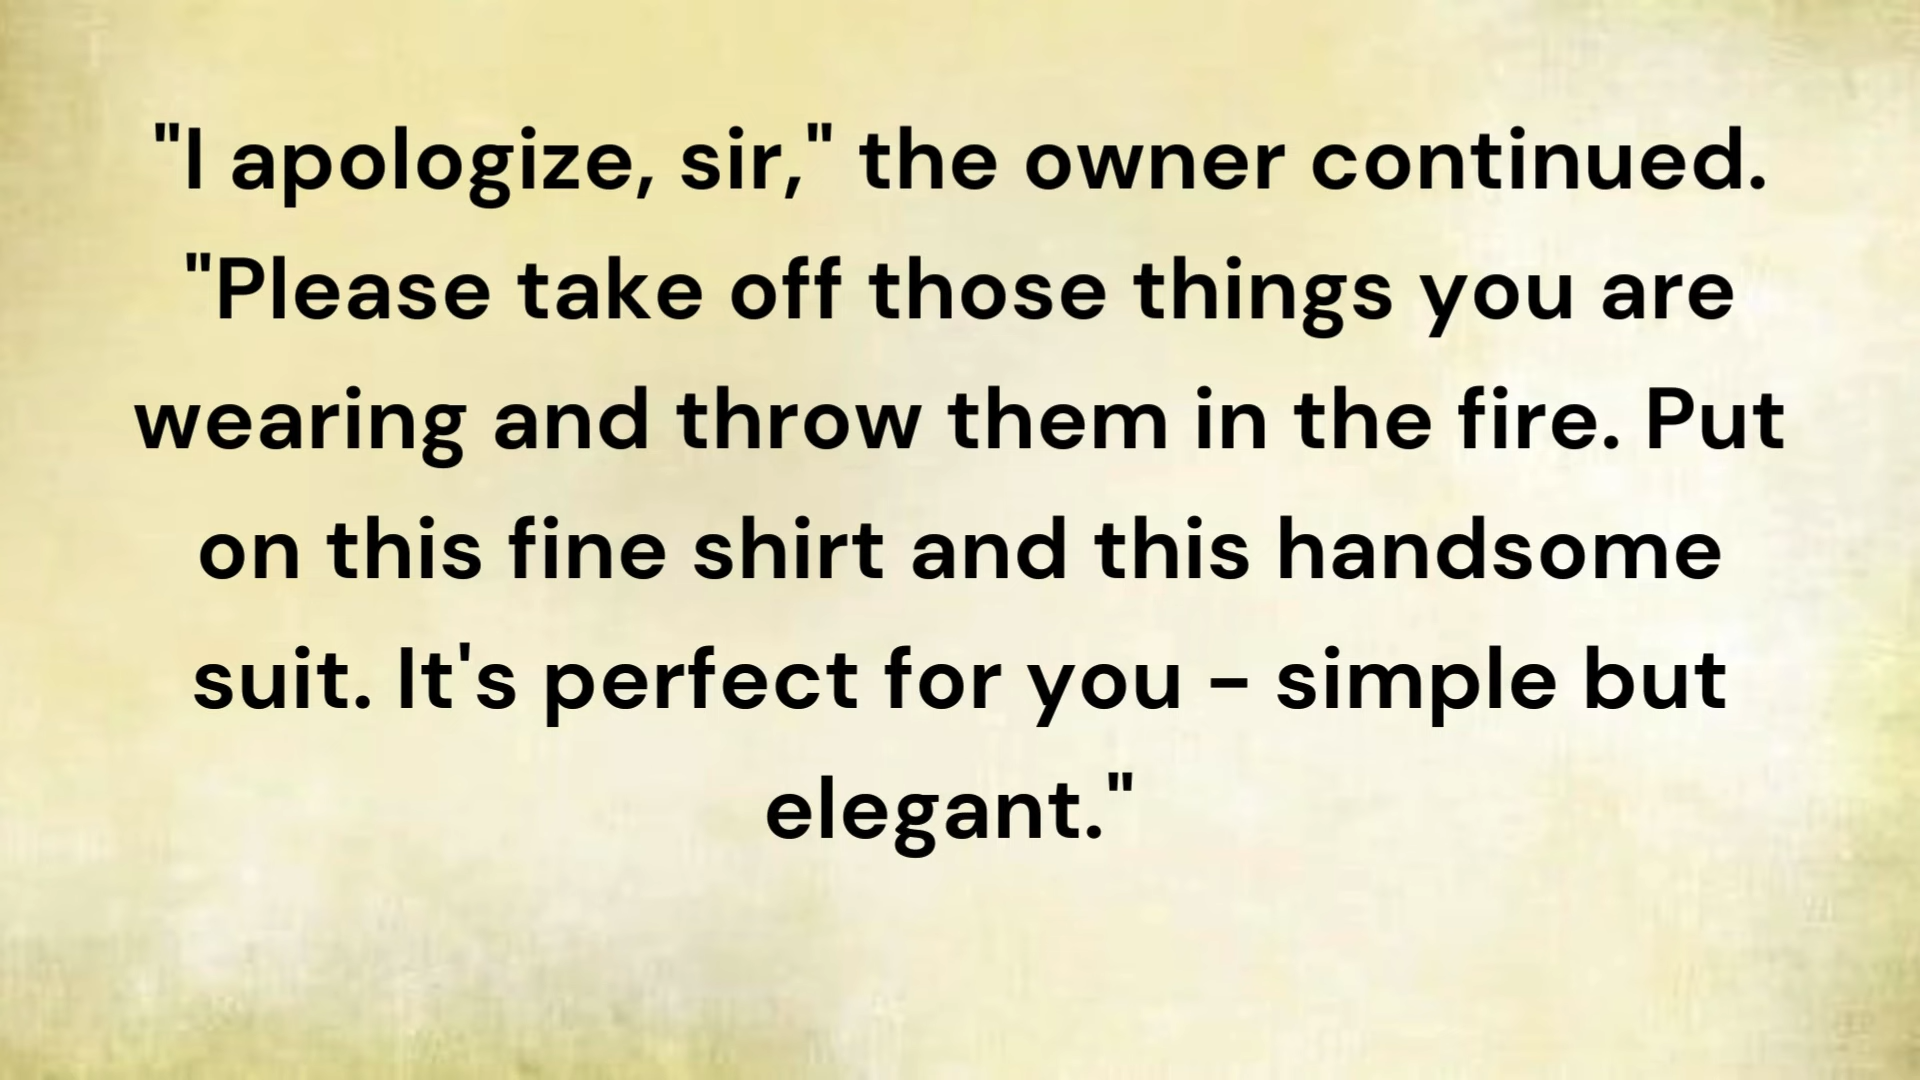 "I apologize, sir," the owner continued.
"Please take off those things you are
wearing and throw them in the fire. Put
on this fine shirt and this handsome
suit. It's perfect for you – simple but
elegant."